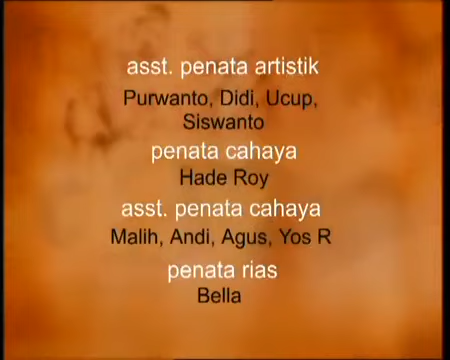 asst. penata artistik
Purwanto, Didi, Ucup,
Siswanto
penata cahaya
Hade Roy
asst. penata cahaya
Malih, Andi, Agus, Yos R
penata rias
Bella